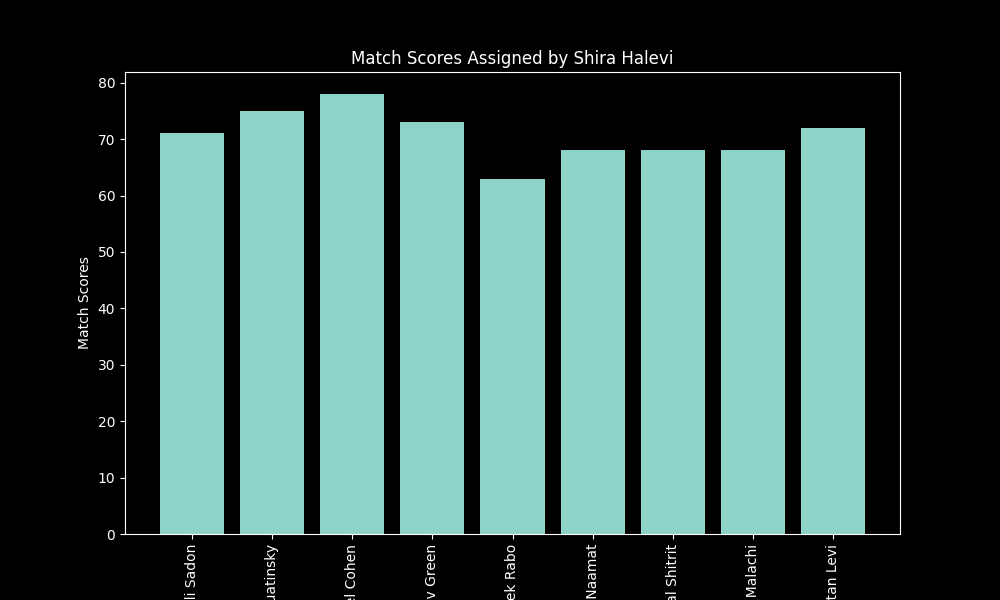 Match Scores Assigned by Shira Halevi
80
70
60
50
40
30
20
10
0
Match Scores
Sadon
Cohen
Green
Rabo
Naamat
Shitrit
Malachi
Levi